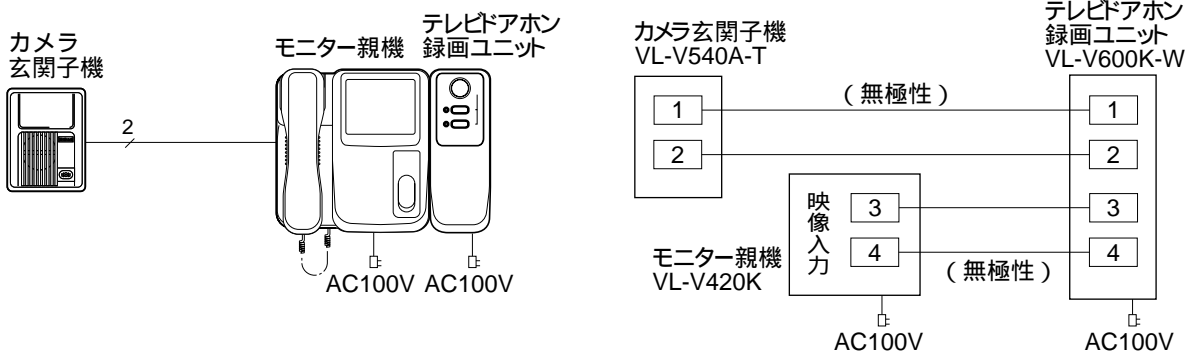 カメラ
玄関子機
2
モニター親機
テレビドアホン
録画ユニット
AC100V
AC100V
カメラ玄関子機
VL-V540A-T
1
2
(無極性)
テレビドアホン
録画ユニット
VL-V600K-W
1
2
3
4
モニター親機
VL-V420K
映像入力
3
4
(無極性)
AC100V
AC100V